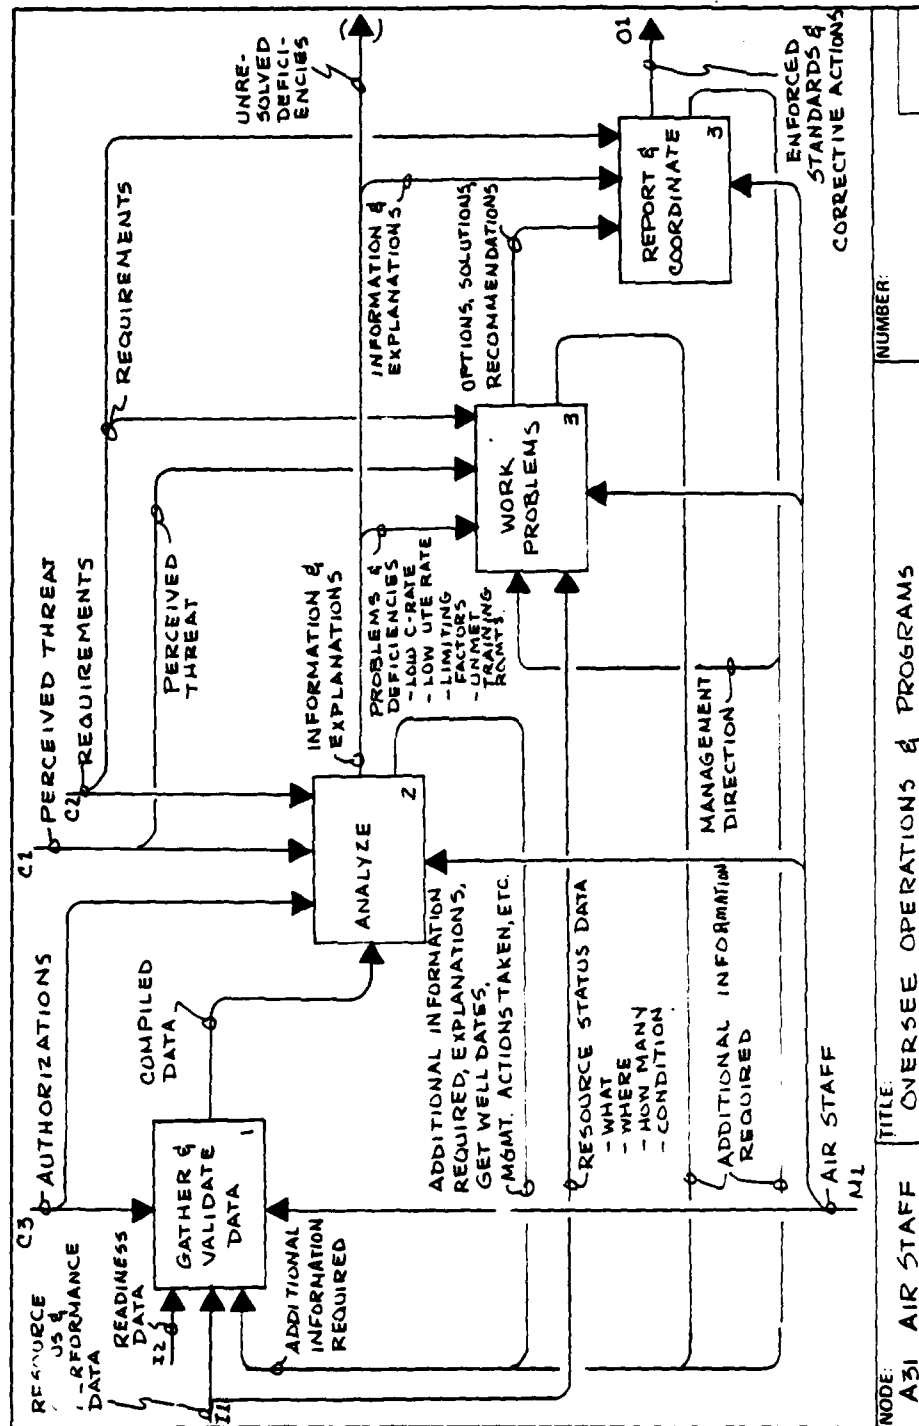 C3
AUTHORIZATIONS
C1
PERCEIVED THREAT
C2
REQUIREMENTS
PERCEIVED
THREAT
REQUIREMENTS
UNRE-
SOLVED
DEFICI-
ENCIES
( )
O1
DATA
READINESS
DATA
I2
I1
GATHER &
VALIDATE
DATA
1
ADDITIONAL
INFORMATION
REQUIRED
COMPILED
DATA
ANALYZE
2
INFORMATION &
EXPLANATIONS
PROBLEMS &
DEFICIENCIES
- LOW C-RATE
- LOW UTE RATE
- LIMITING
FACTORS
- UNMET
TRAINING
RQMTS.
WORK
PROBLEMS
3
INFORMATION &
EXPLANATIONS
OPTIONS, SOLUTIONS,
RECOMMENDATIONS
REPORT &
COORDINATE
3
ENFORCED
STANDARDS &
CORRECTIVE ACTIONS
ADDITIONAL INFORMATION
REQUIRED, EXPLANATIONS,
GET WELL DATES,
MGMT. ACTIONS TAKEN, ETC.
RESOURCE STATUS DATA
- WHAT
- WHERE
- HOW MANY
- CONDITION
MANAGEMENT
DIRECTION
ADDITIONAL INFORMATION
REQUIRED
AIR STAFF
M1
NODE:
A31 AIR STAFF
TITLE:
OVERSEE OPERATIONS & PROGRAMS
NUMBER: